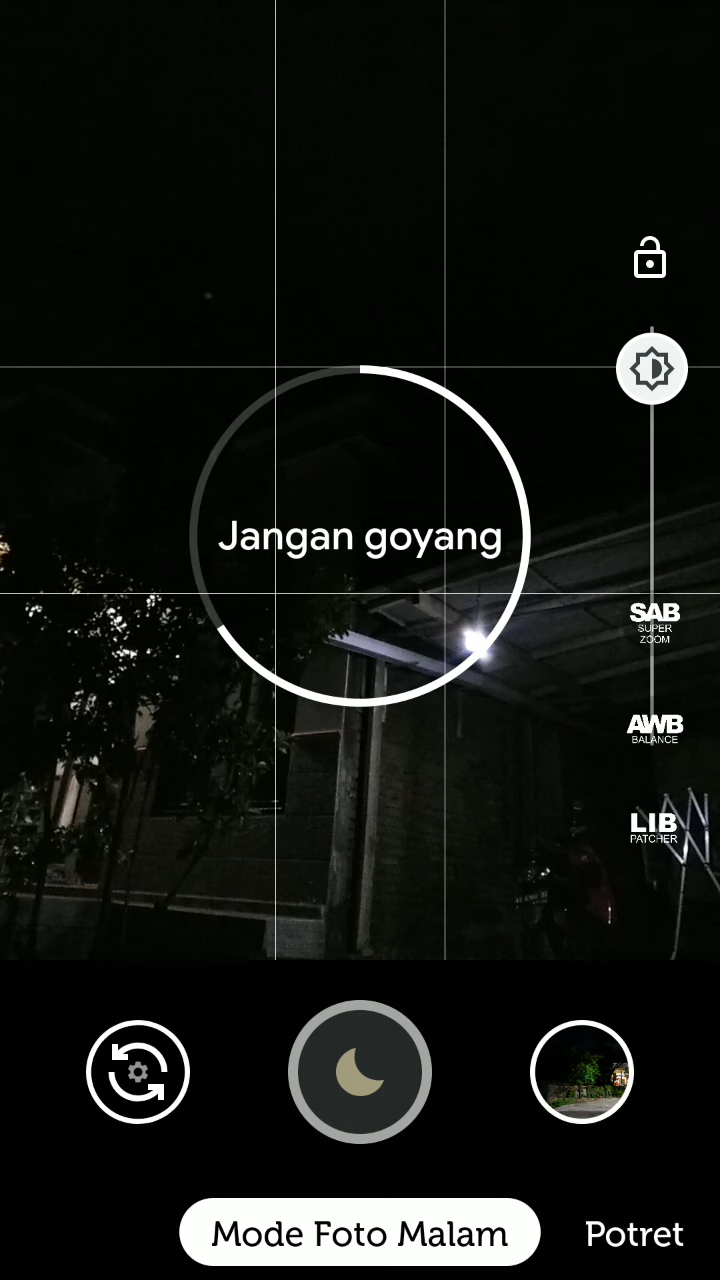 Jangan goyang
SAB
SUPER
ZOOM
AWB
BALANCE
LIB
PATCHER
Mode Foto Malam
Potret